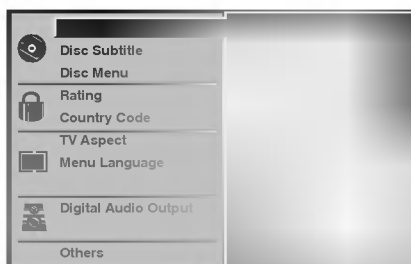 Disc Subtitle
Disc Menu
Rating
Country Code
TV Aspect
Menu Language
Digital Audio Output
Others